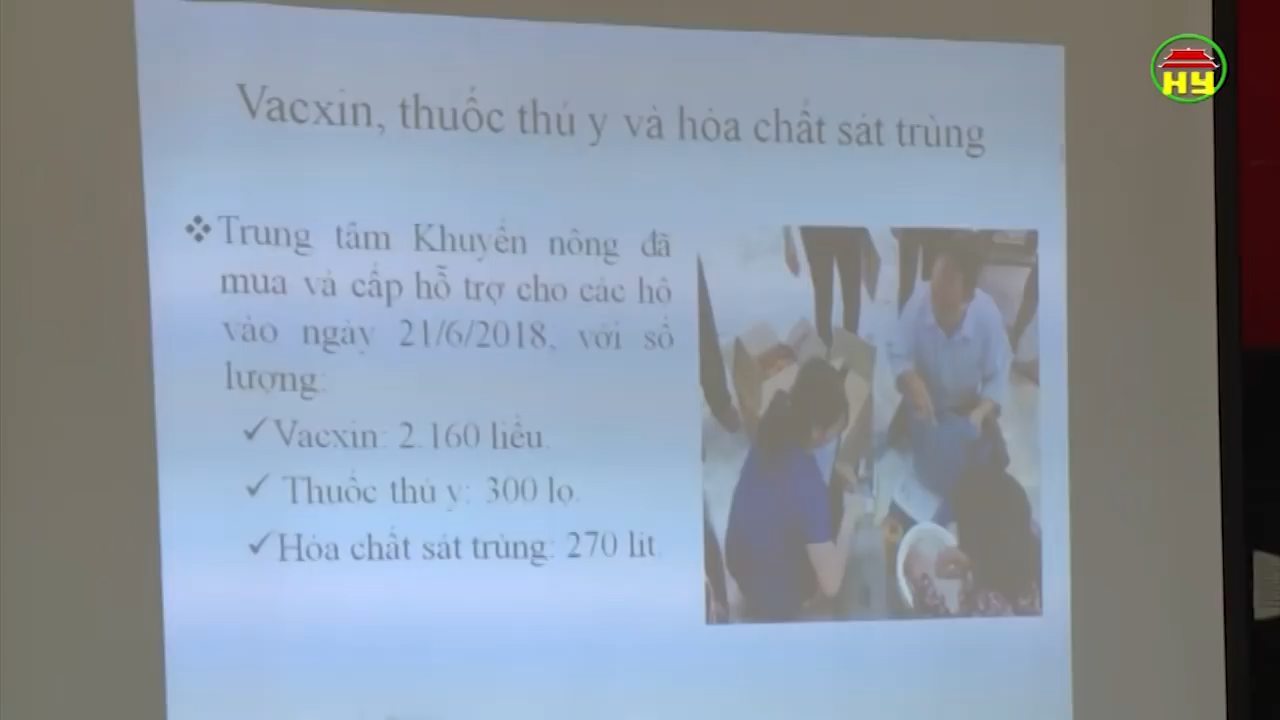 HY
Vacxin, thuốc thú y và hóa chất sát trùng
❖Trung tâm Khuyến nông đã
mua và cấp hỗ trợ cho các hộ
vào ngày 21/6/2018, với số
lượng:
✓Vacxin: 2.160 liều.
✓ Thuốc thú y: 300 lọ.
✓Hóa chất sát trùng: 270 lít.